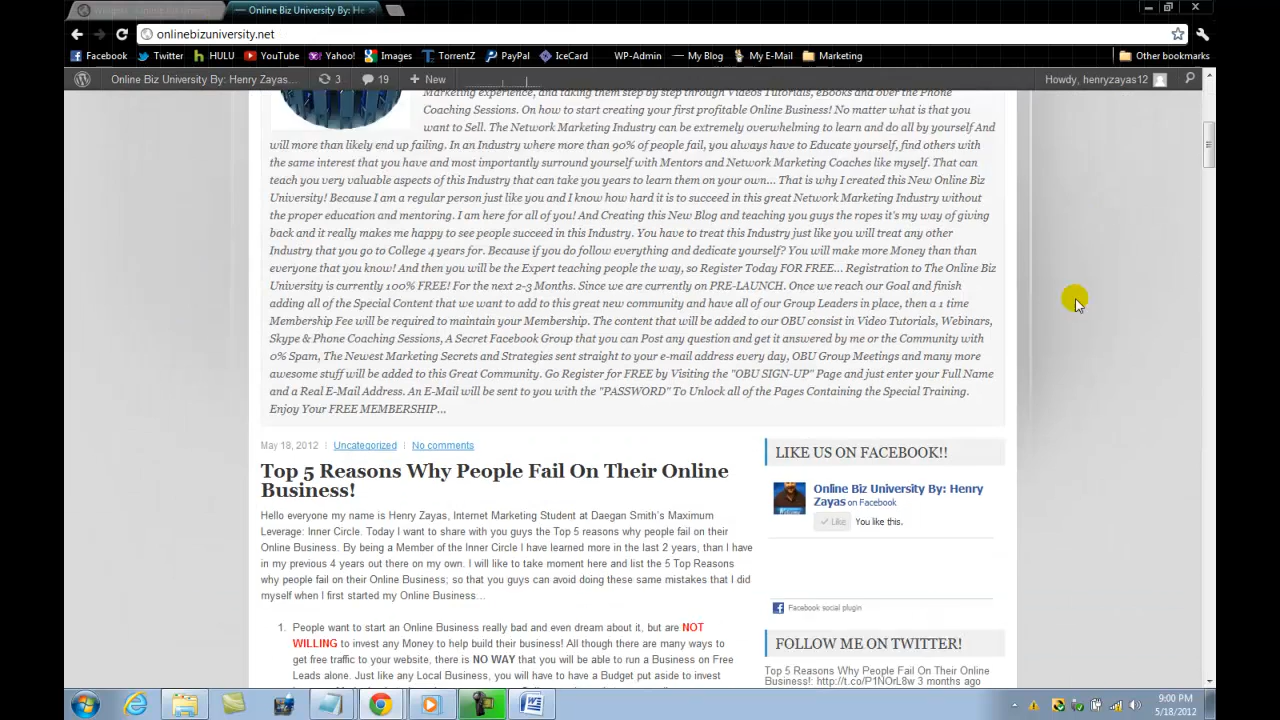 Online Biz University By: He
onlinebizuniversity.net
Facebook Twitter HULU YouTube Yahoo! Images TorrentZ PayPal IceCard WP-Admin My Blog My E-Mail Marketing Other bookmarks
Online Biz University By: Henry Zayas... 3 19 New Howdy, henryzayas12
Marketing experience, and taking them step by step through Videos Tutorials, eBooks and over the Phone
Coaching Sessions. On how to start creating your first profitable Online Business! No matter what is that you
want to Sell. The Network Marketing Industry can be extremely overwhelming to learn and do all by yourself And
will more than likely end up failing. In an Industry where more than 90% of people fail, you always have to Educate yourself, find others with
the same interest that you have and most importantly surround yourself with Mentors and Network Marketing Coaches like myself. That can
teach you very valuable aspects of this Industry that can take you years to learn them on your own... That is why I created this New Online Biz
University! Because I am a regular person just like you and I know how hard it is to succeed in this great Network Marketing Industry without
the proper education and mentoring. I am here for all of you! And Creating this New Blog and teaching you guys the ropes it's my way of giving
back and it really makes me happy to see people succeed in this Industry. You have to treat this Industry just like you will treat any other
Industry that you go to College 4 years for. Because if you do follow everything and dedicate yourself? You will make more Money than than
everyone that you know! And then you will be the Expert teaching people the way, so Register Today FOR FREE... Registration to The Online Biz
University is currently 100% FREE! For the next 2-3 Months. Since we are currently on PRE-LAUNCH. Once we reach our Goal and finish
adding all of the Special Content that we want to add to this great new community and have all of our Group Leaders in place, then a 1 time
Membership Fee will be required to maintain your Membership. The content that will be added to our OBU consist in Video Tutorials, Webinars,
Skype & Phone Coaching Sessions, A Secret Facebook Group that you can Post any question and get it answered by me or the Community with
0% Spam, The Newest Marketing Secrets and Strategies sent straight to your e-mail address every day, OBU Group Meetings and many more
awesome stuff will be added to this Great Community. Go Register for FREE by Visiting the "OBU SIGN-UP" Page and just enter your Full Name
and a Real E-Mail Address. An E-Mail will be sent to you with the "PASSWORD" To Unlock all of the Pages Containing the Special Training.
Enjoy Your FREE MEMBERSHIP...
May 18, 2012 | Uncategorized | No comments
Top 5 Reasons Why People Fail On Their Online
Business!
Hello everyone my name is Henry Zayas, Internet Marketing Student at Daegan Smith's Maximum
Leverage: Inner Circle. Today I want to share with you guys the Top 5 reasons why people fail on their
Online Business. By being a Member of the Inner Circle I have learned more in the last 2 years, than I have
in my previous 4 years out there on my own. I will like to take moment here and list the 5 Top Reasons
why people fail on their Online Business; so that you guys can avoid doing these same mistakes that I did
myself when I first started my Online Business...
1. People want to start an Online Business really bad and even dream about it, but are NOT
WILLING to invest any Money to help build their business! All though there are many ways to
get free traffic to your website, there is NO WAY that you will be able to run a Business on Free
Leads alone. Just like any Local Business, you will have to have a Budget put aside to invest
LIKE US ON FACEBOOK!!
Online Biz University By: Henry
Zayas on Facebook
Like You like this.
Facebook social plugin
FOLLOW ME ON TWITTER!
Top 5 Reasons Why People Fail On Their Online
Business!: http://t.co/P1NOrL8w 3 months ago
9:00 PM
5/18/2012